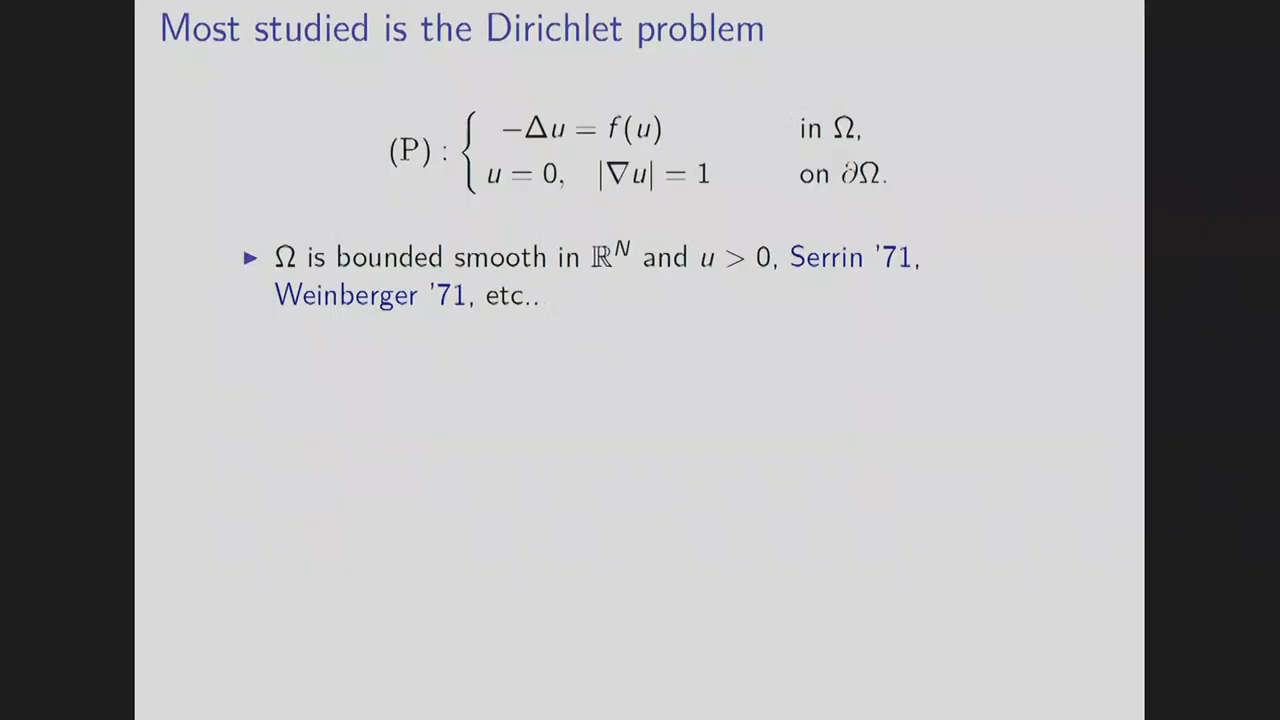 Most studied is the Dirichlet problem
(P) : { −Δu = f(u) in Ω,
u = 0, |∇u| = 1 on ∂Ω.
▶ Ω is bounded smooth in ℝᴺ and u > 0, Serrin '71,
Weinberger '71, etc..